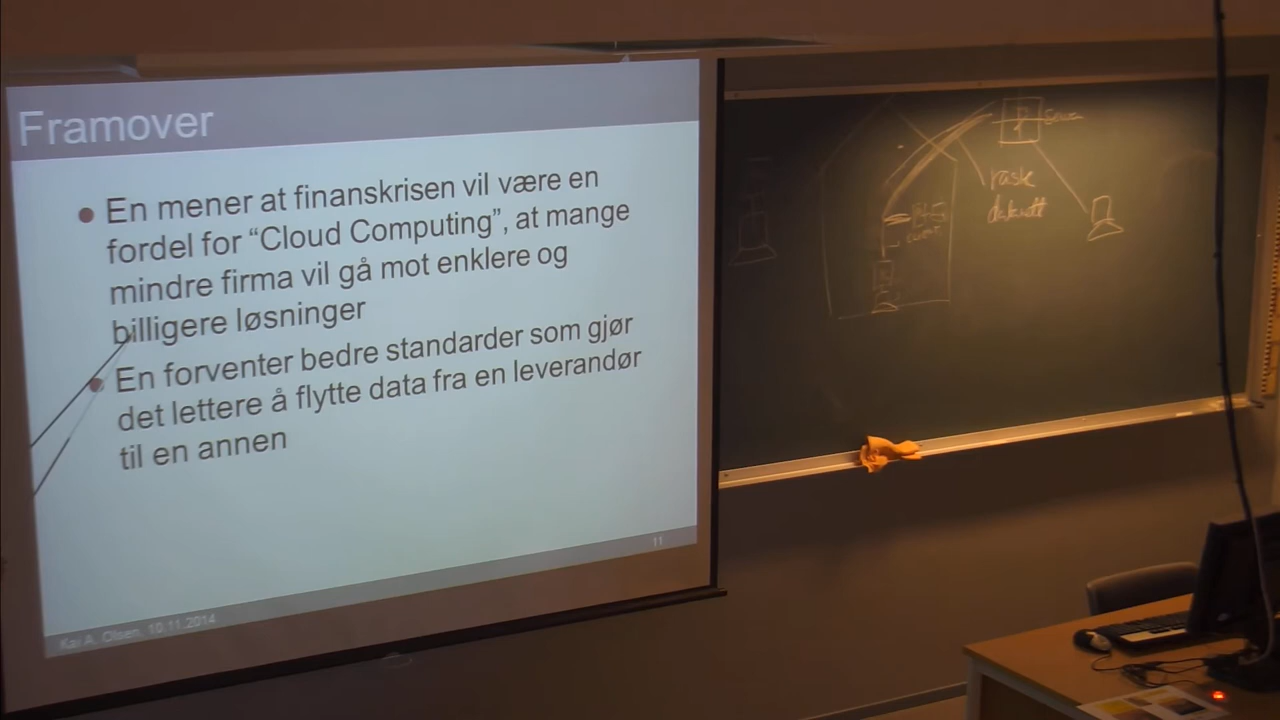 Framover
En mener at finanskrisen vil være en
fordel for “Cloud Computing”, at mange
mindre firma vil gå mot enklere og
billigere løsninger
En forventer bedre standarder som gjør
det lettere å flytte data fra en leverandør
til en annen
11
Kai A. Olsen, 10.11.2014
rask